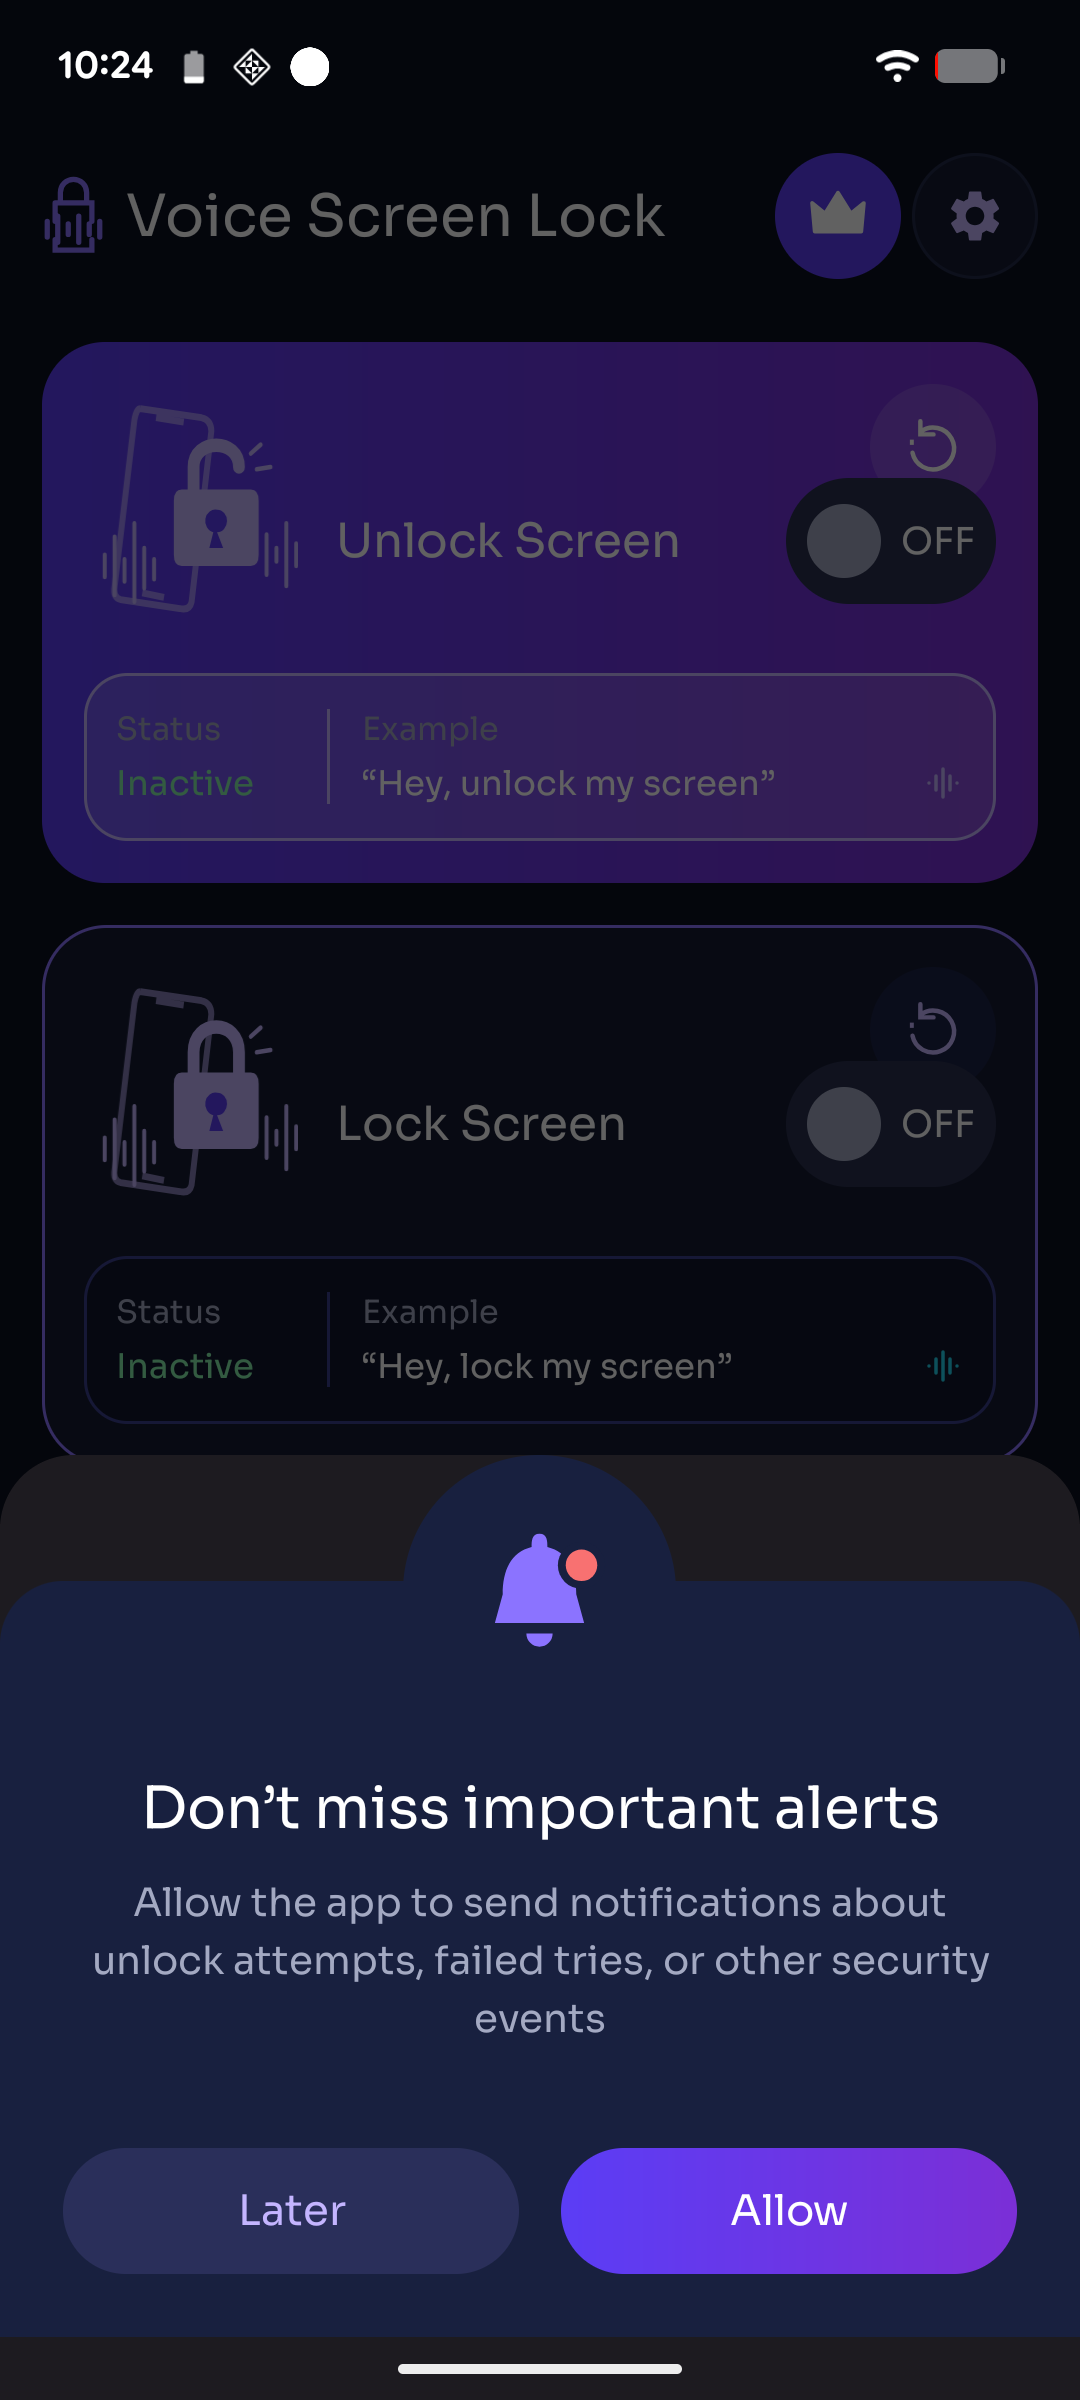 10:24
Voice Screen Lock
Unlock Screen
OFF
Status
Example
Inactive
“Hey, unlock my screen”
Lock Screen
OFF
Status
Example
Inactive
“Hey, lock my screen”
Don’t miss important alerts
Allow the app to send notifications about
unlock attempts, failed tries, or other security
events
Later
Allow